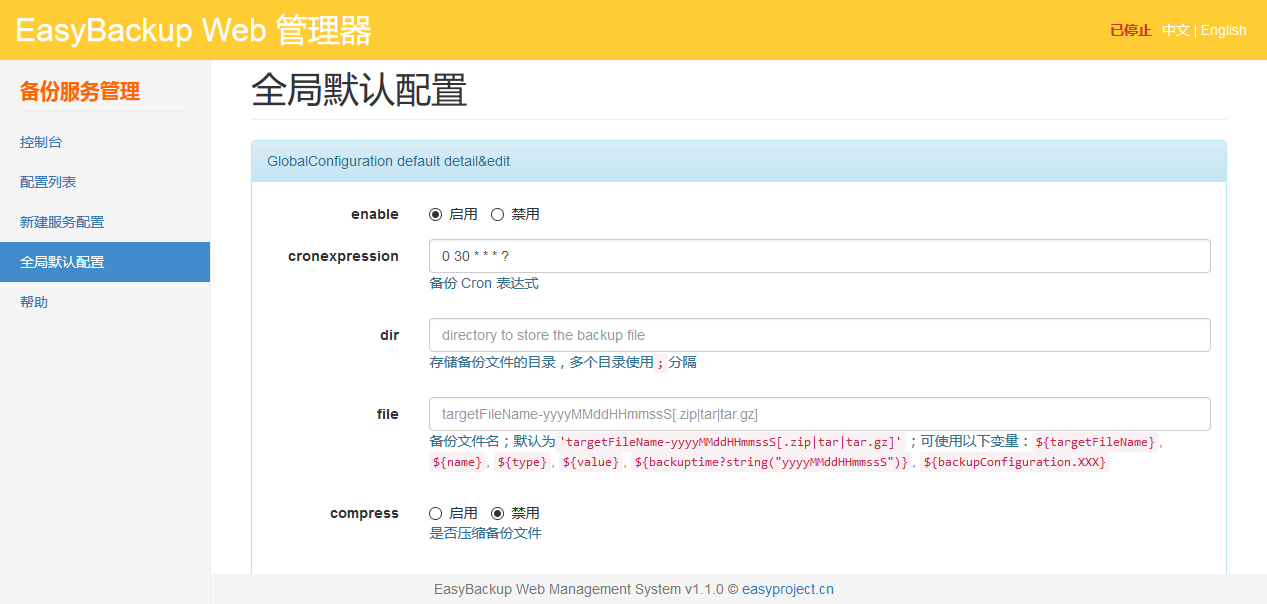 EasyBackup Web 管理器
已停止 中文 | English
备份服务管理
控制台
配置列表
新建服务配置
全局默认配置
帮助
全局默认配置
GlobalConfiguration default detail&edit
enable 启用 禁用
cronexpression 0 30 * * * ?
备份 Cron 表达式
dir directory to store the backup file
存储备份文件的目录，多个目录使用 ; 分隔
file targetFileName-yyyyMMddHHmmssS[.zip|tar|tar.gz]
备份文件名；默认为 'targetFileName-yyyyMMddHHmmssS[.zip|tar|tar.gz]' ；可使用以下变量： ${targetFileName} ,
${name} , ${type} , ${value} , ${backuptime?string("yyyyMMddHHmmssS")} , ${backupConfiguration.XXX}
compress 启用 禁用
是否压缩备份文件
EasyBackup Web Management System v1.1.0 © easyproject.cn